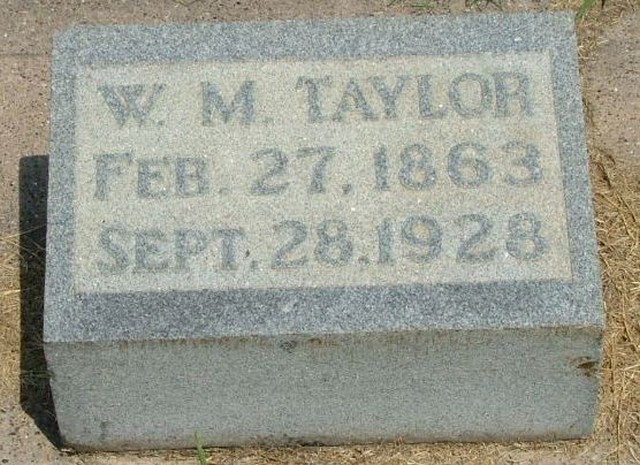 W. M. TAYLOR
FEB. 27, 1863
SEPT. 28. 1928